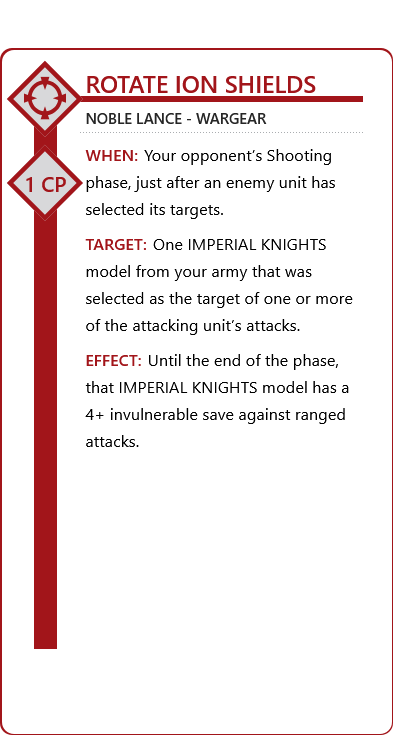 ROTATE ION SHIELDS
NOBLE LANCE - WARGEAR
1 CP
WHEN: Your opponent's Shooting
phase, just after an enemy unit has
selected its targets.
TARGET: One IMPERIAL KNIGHTS
model from your army that was
selected as the target of one or more
of the attacking unit's attacks.
EFFECT: Until the end of the phase,
that IMPERIAL KNIGHTS model has a
4+ invulnerable save against ranged
attacks.